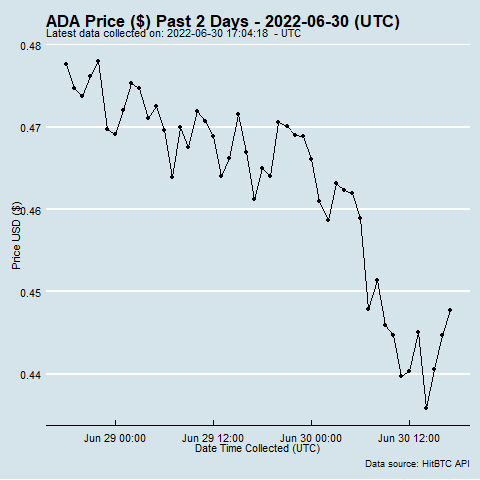 ADA Price ($) Past 2 Days - 2022-06-30 (UTC)
Latest data collected on: 2022-06-30 17:04:18 - UTC
0.48
0.47
0.46
0.45
0.44
Price USD ($)
Jun 29 00:00
Jun 29 12:00
Jun 30 00:00
Jun 30 12:00
Date Time Collected (UTC)
Data source: HitBTC API